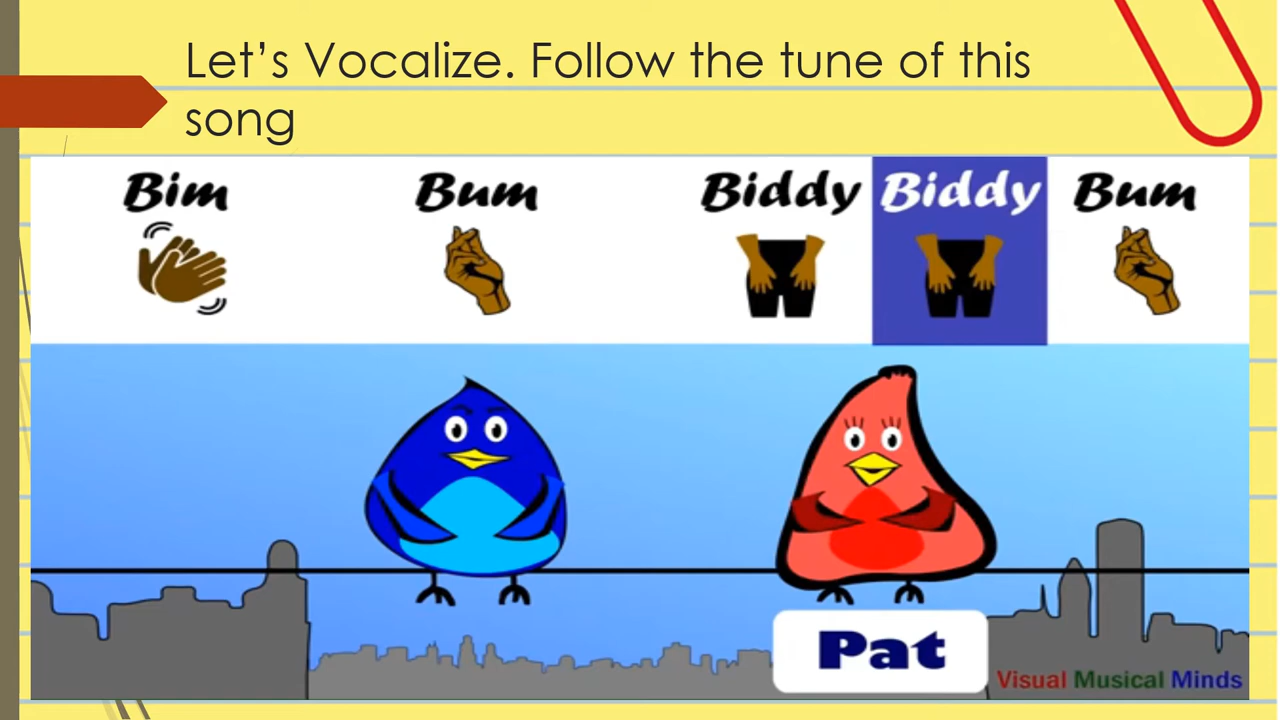 Let's Vocalize. Follow the tune of this
song
Bim Bum Biddy Biddy Bum
Pat
Visual Musical Minds